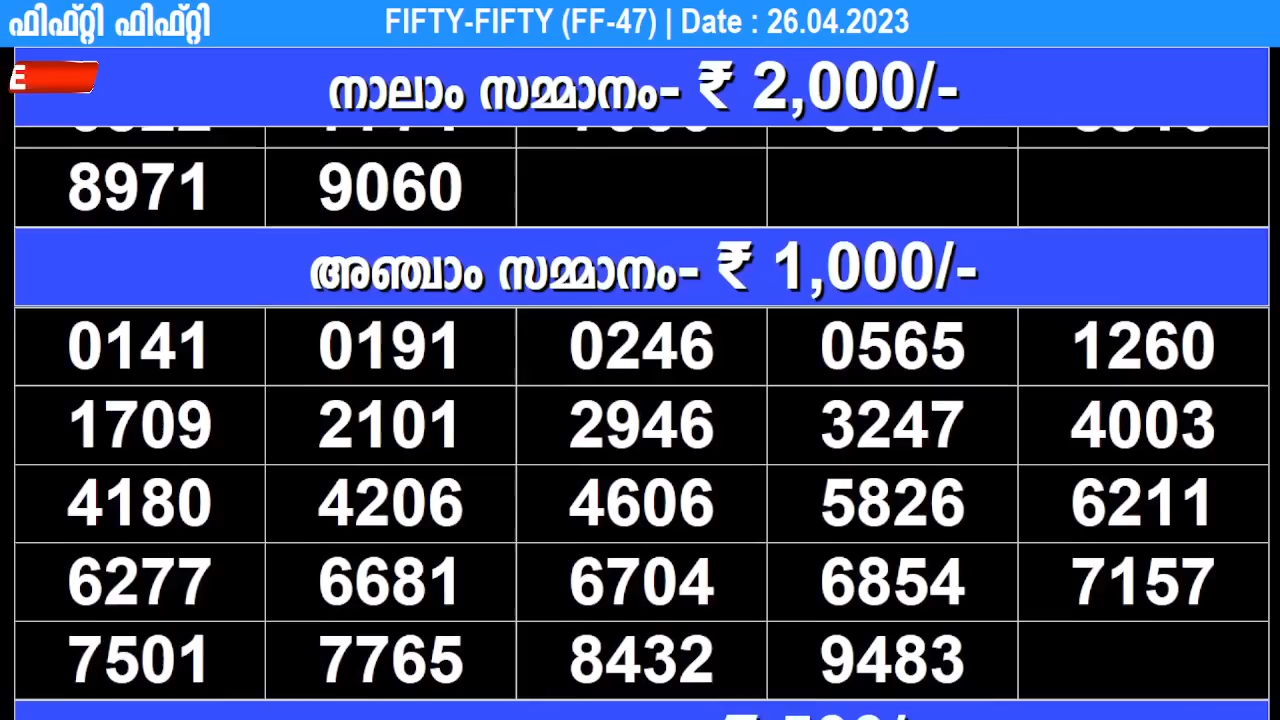 ഫിഫ്റ്റി ഫിഫ്റ്റി FIFTY-FIFTY (FF-47) | Date : 26.04.2023
E
നാലാം സമ്മാനം- ₹ 2,000/-
8971 9060
അഞ്ചാം സമ്മാനം- ₹ 1,000/-
0141 0191 0246 0565 1260
1709 2101 2946 3247 4003
4180 4206 4606 5826 6211
6277 6681 6704 6854 7157
7501 7765 8432 9483